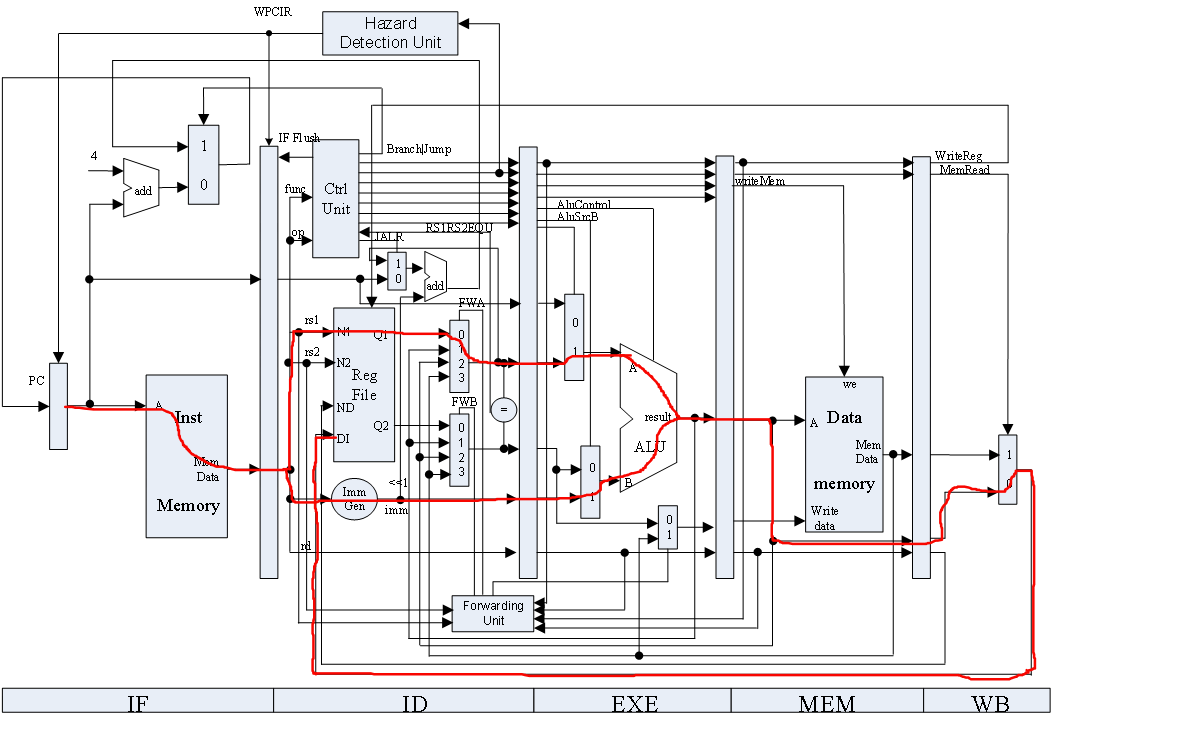 WPCIR
Hazard
Detection Unit
IF Flush
Branch|Jump
WriteReg
MemRead
4
add
1
0
func
Ctrl
Unit
op
writeMem
AluControl
AluSrcB
RS1RS2EQU
JALR
1
0
add
FWA
rs1
N1
Q1
0
1
2
3
0
1
rs2
N2
Reg
File
ND
Q2
DI
=
FWB
0
1
2
3
A
result
ALU
B
0
1
PC
A
Inst
Mem
Data
Memory
Imm
Gen
<<1
imm
we
A
Data
Mem
Data
memory
Write
data
1
0
0
1
rd
Forwarding
Unit
IF
ID
EXE
MEM
WB